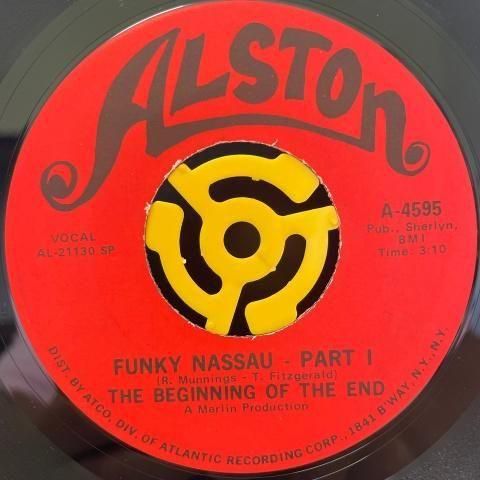 ALSTON
VOCAL
AL-21130 SP
A-4595
Pub., Sherlyn,
BMI
Time: 3:10
FUNKY NASSAU - PART I
(R. Munnings - T. Fitzgerald)
THE BEGINNING OF THE END
A Marlin Production
DIST. BY ATCO, DIV. OF ATLANTIC RECORDING CORP., 1841 B'WAY, N.Y., N.Y.